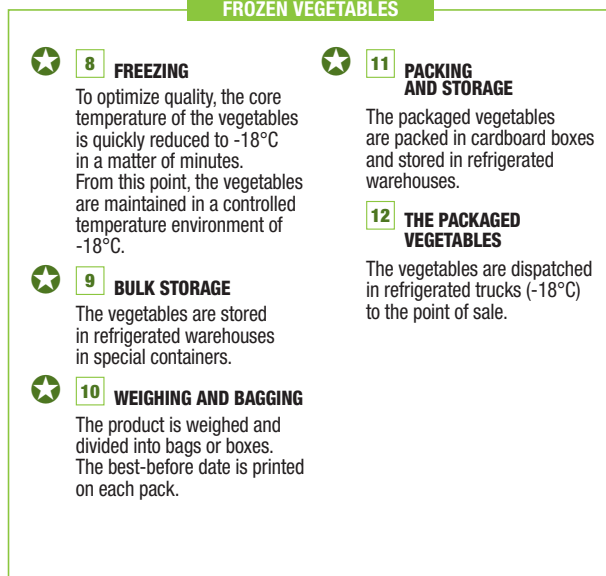 FROZEN VEGETABLES
8 FREEZING
To optimize quality, the core
temperature of the vegetables
is quickly reduced to -18°C
in a matter of minutes.
From this point, the vegetables
are maintained in a controlled
temperature environment of
-18°C.
9 BULK STORAGE
The vegetables are stored
in refrigerated warehouses
in special containers.
10 WEIGHING AND BAGGING
The product is weighed and
divided into bags or boxes.
The best-before date is printed
on each pack.
11 PACKING
AND STORAGE
The packaged vegetables
are packed in cardboard boxes
and stored in refrigerated
warehouses.
12 THE PACKAGED
VEGETABLES
The vegetables are dispatched
in refrigerated trucks (-18°C)
to the point of sale.